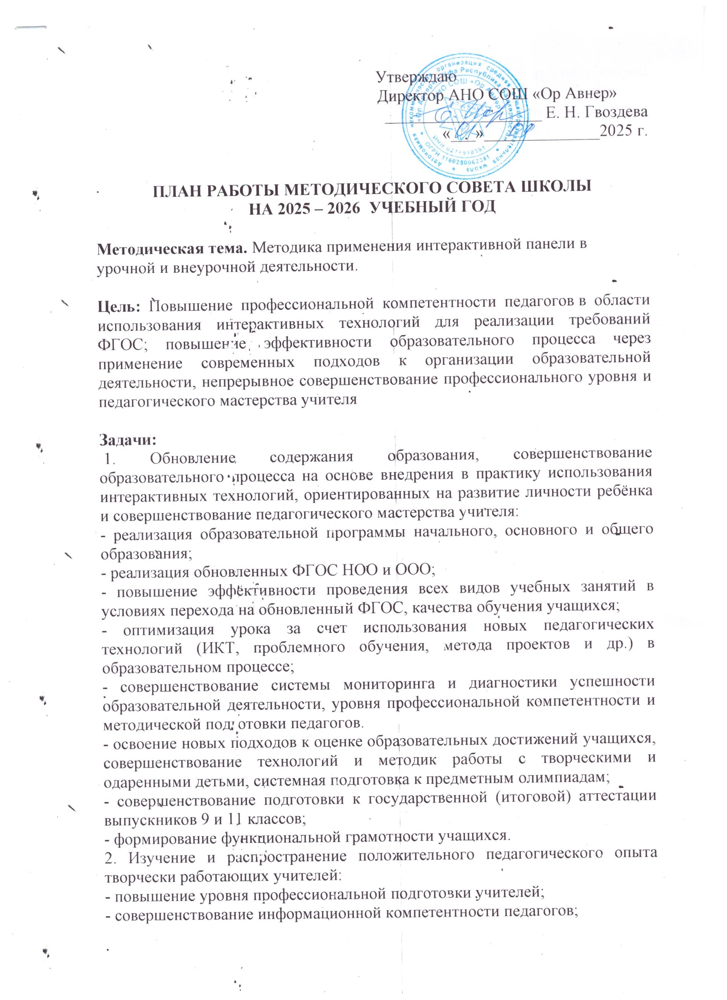 Утверждаю
Директор АНО СОШ «Ор Авнер»
Е. Н. Гвоздева
«01» 09 2025 г.
ПЛАН РАБОТЫ МЕТОДИЧЕСКОГО СОВЕТА ШКОЛЫ
НА 2025 – 2026 УЧЕБНЫЙ ГОД
Методическая тема. Методика применения интерактивной панели в
урочной и внеурочной деятельности.
Цель: Повышение профессиональной компетентности педагогов в области
использования интерактивных технологий для реализации требований
ФГОС; повышение эффективности образовательного процесса через
применение современных подходов к организации образовательной
деятельности, непрерывное совершенствование профессионального уровня и
педагогического мастерства учителя
Задачи:
1. Обновление содержания образования, совершенствование
образовательного процесса на основе внедрения в практику использования
интерактивных технологий, ориентированных на развитие личности ребёнка
и совершенствование педагогического мастерства учителя:
- реализация образовательной программы начального, основного и общего
образования;
- реализация обновленных ФГОС НОО и ООО;
- повышение эффективности проведения всех видов учебных занятий в
условиях перехода на обновленный ФГОС, качества обучения учащихся;
- оптимизация урока за счет использования новых педагогических
технологий (ИКТ, проблемного обучения, метода проектов и др.) в
образовательном процессе;
- совершенствование системы мониторинга и диагностики успешности
образовательной деятельности, уровня профессиональной компетентности и
методической подготовки педагогов.
- освоение новых подходов к оценке образовательных достижений учащихся,
совершенствование технологий и методик работы с творческими и
одаренными детьми, системная подготовка к предметным олимпиадам;
- совершенствование подготовки к государственной (итоговой) аттестации
выпускников 9 и 11 классов;
- формирование функциональной грамотности учащихся.
2. Изучение и распространение положительного педагогического опыта
творчески работающих учителей:
- повышение уровня профессиональной подготовки учителей;
- совершенствование информационной компетентности педагогов;
Автономная некоммерческая организация средняя общеобразовательная школа
«Ор Авнер» Уфа Республика Башкортостан
ОГРН 1160280062381
АНО СОШ «Ор Авнер»